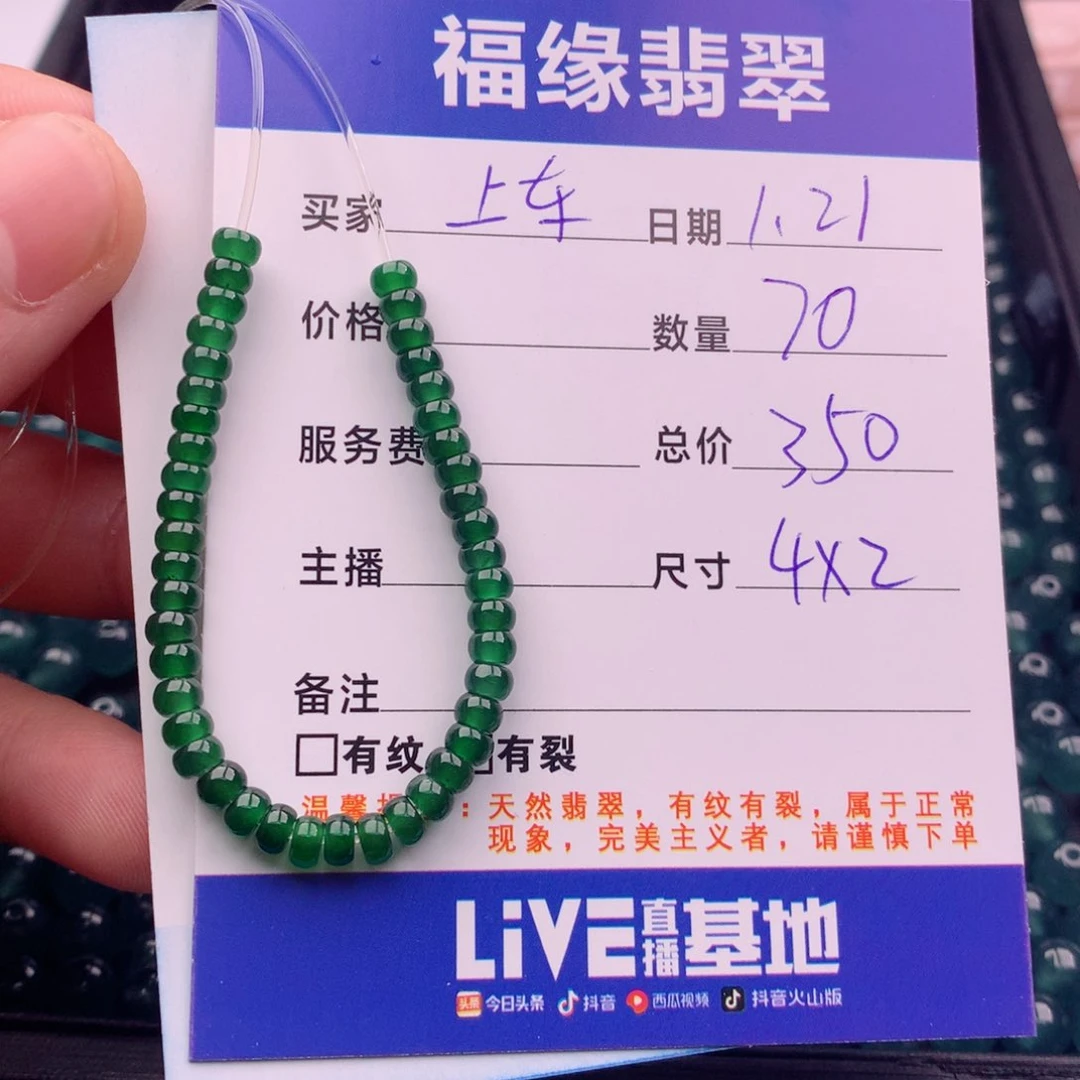 福缘翡翠
买家 上车 日期 1.21
价格 数量 70
服务费 总价 350
主播 尺寸 4x2
备注
有纹 有裂
温馨 : 天然翡翠，有纹有裂，属于正常
现象，完美主义者，请谨慎下单
LiVE直播基地
头条 今日头条 抖音 西瓜视频 抖音火山版